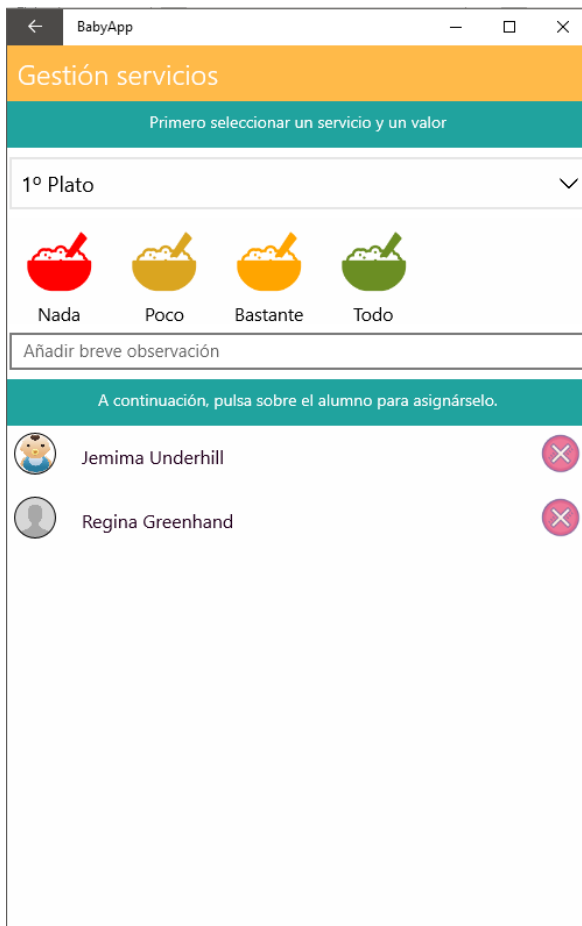 BabyApp
Gestión servicios
Primero seleccionar un servicio y un valor
1º Plato
Nada Poco Bastante Todo
Añadir breve observación
A continuación, pulsa sobre el alumno para asignárselo.
Jemima Underhill
Regina Greenhand